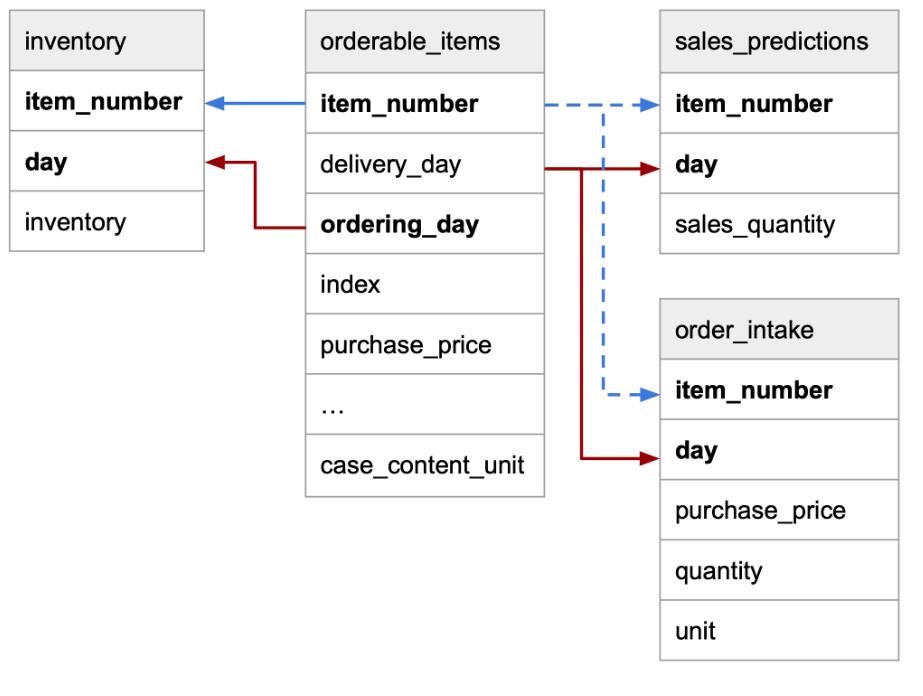 inventory
item_number
day
inventory
orderable_items
item_number
delivery_day
ordering_day
index
purchase_price
...
case_content_unit
sales_predictions
item_number
day
sales_quantity
order_intake
item_number
day
purchase_price
quantity
unit